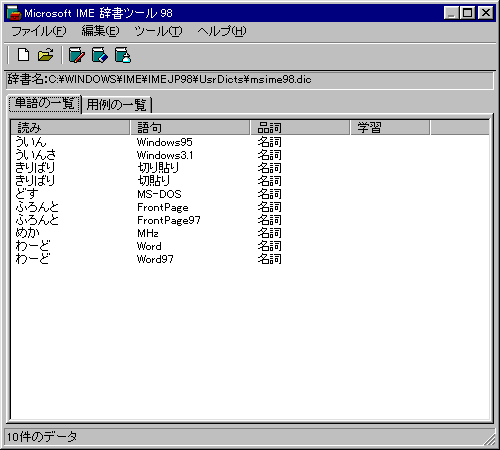 Microsoft IME 辞書ツール 98
ファイル(F) 編集(E) ツール(T) ヘルプ(H)
辞書名:C:¥WINDOWS¥IME¥IMEJP98¥UsrDicts¥msime98.dic
単語の一覧 用例の一覧
読み 語句 品詞 学習
ういん Windows95 名詞
ういんさ Windows3.1 名詞
きりばり 切り貼り 名詞
きりばり 切貼り 名詞
どす MS-DOS 名詞
ふろんと FrontPage 名詞
ふろんと FrontPage97 名詞
めか MHz 名詞
わーど Word 名詞
わーど Word97 名詞
10件のデータ